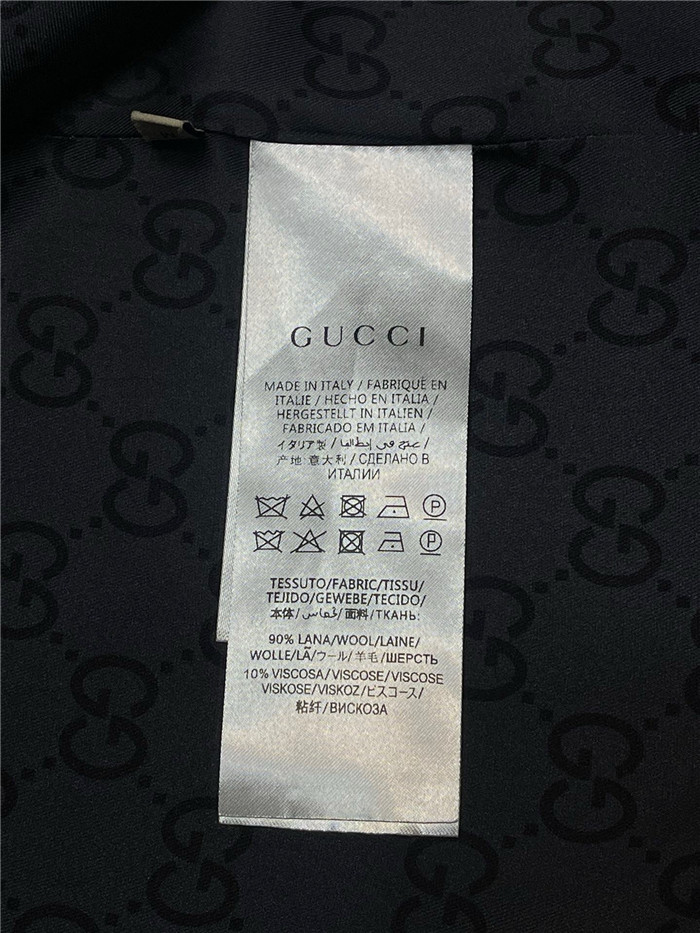 GUCCI
MADE IN ITALY / FABRIQUÉ EN
ITALIE / HECHO EN ITALIA /
HERGESTELLT IN ITALIEN /
FABRICADO EM ITALIA /
イタリア製 / صنع في إيطاليا /
产地: 意大利 / СДЕЛАНО В
ИТАЛИИ
P
P
TESSUTO/FABRIC/TISSU/
TEJIDO/GEWEBE/TECIDO/
本体/قماس/面料/ТКАНЬ:
90% LANA/WOOL/LAINE/
WOLLE/LÃ/ウール/羊毛/ШЕРСТЬ
10% VISCOSA/VISCOSE/VISCOSE
VISKOSE/VISKOZ/ビスコース/
粘纤/ВИСКОЗА